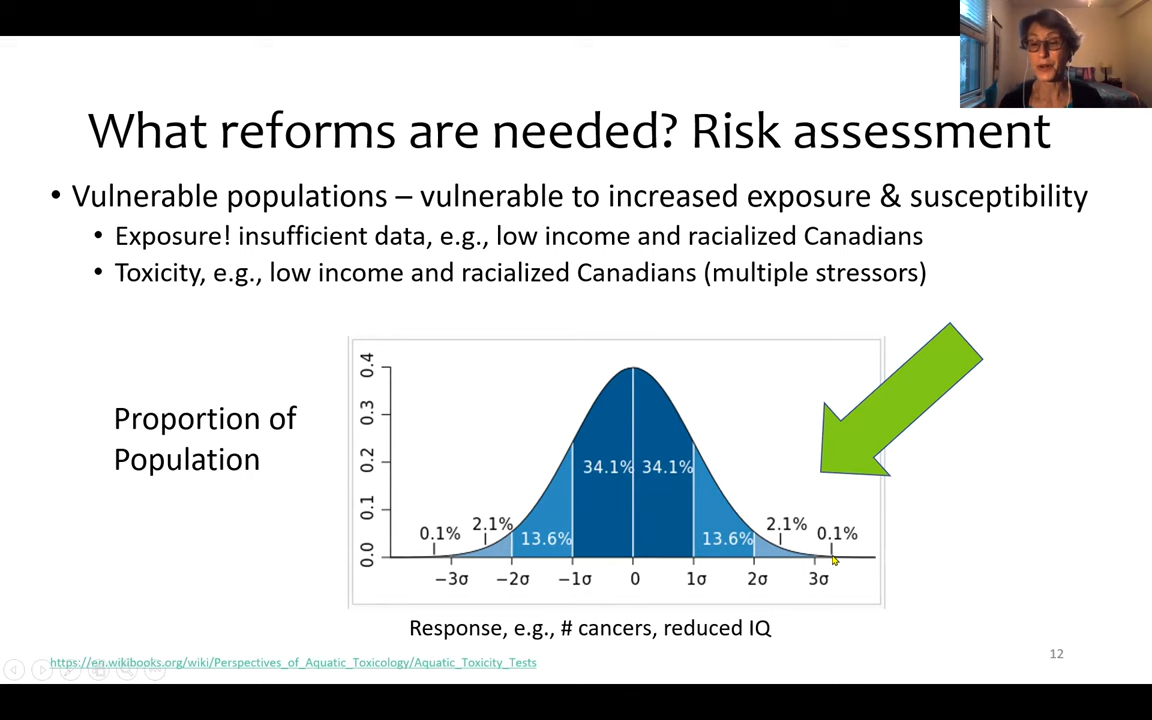 What reforms are needed? Risk assessment
• Vulnerable populations – vulnerable to increased exposure & susceptibility
• Exposure! insufficient data, e.g., low income and racialized Canadians
• Toxicity, e.g., low income and racialized Canadians (multiple stressors)
Proportion of
Population
0.4
0.3
0.2
0.1
0.0
34.1% 34.1%
0.1% 2.1% 13.6% 13.6% 2.1% 0.1%
−3σ −2σ −1σ 0 1σ 2σ 3σ
Response, e.g., # cancers, reduced IQ
https://en.wikibooks.org/wiki/Perspectives_of_Aquatic_Toxicology/Aquatic_Toxicity_Tests
12